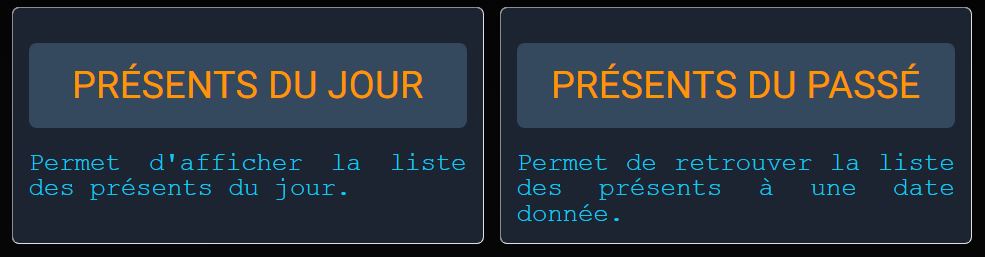 PRÉSENTS DU JOUR
Permet d'afficher la liste
des présents du jour.
PRÉSENTS DU PASSÉ
Permet de retrouver la liste
des présents à une date
donnée.